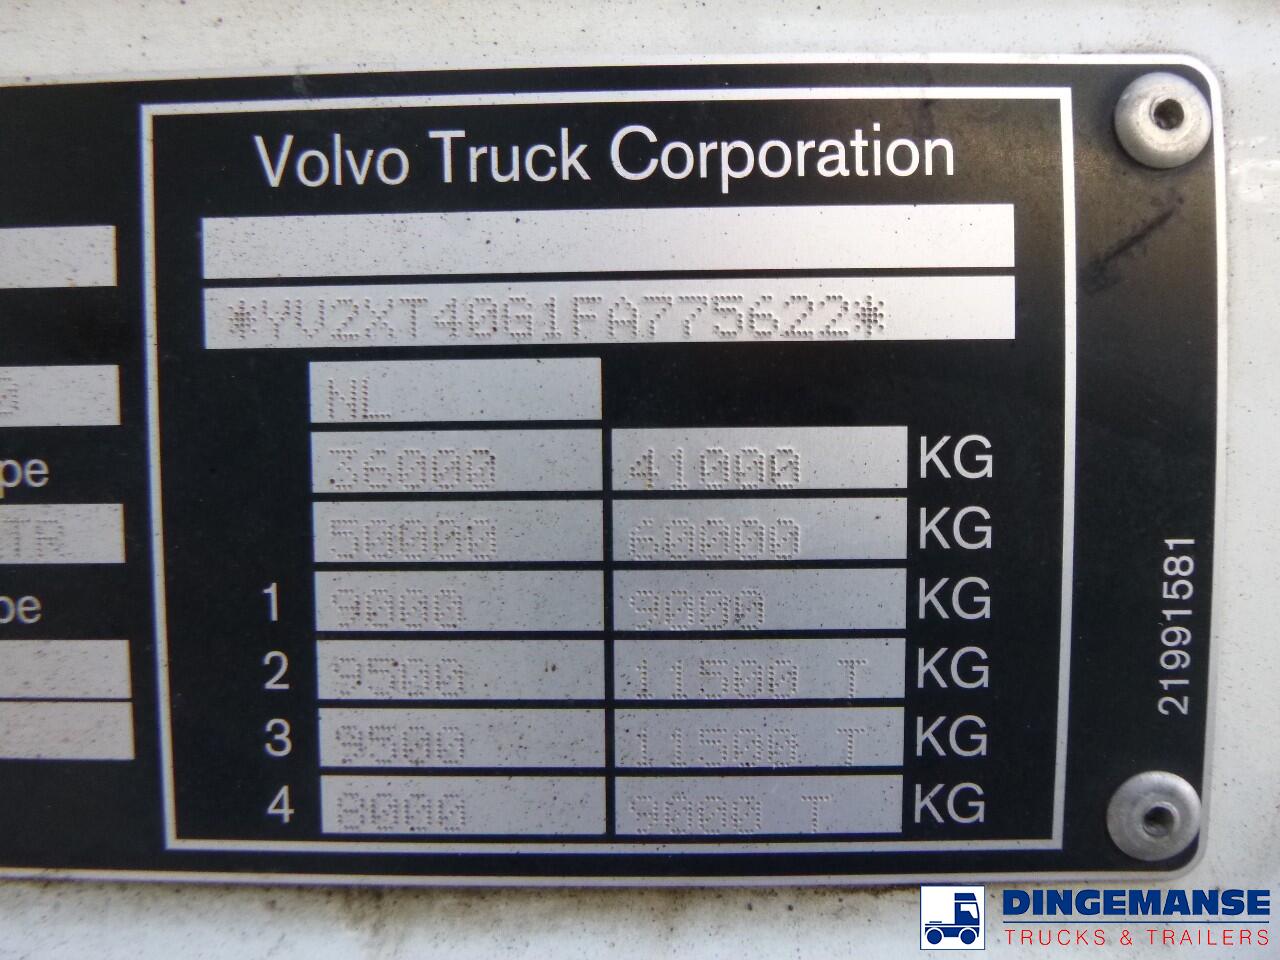 Volvo Truck Corporation
*YV2XT40G1FA775622*
NL
36000 41000 KG
50000 60000 KG
pe
1 9000 9000 KG
pe
2 9500 11500 T KG
3 9500 11500 T KG
4 8000 9000 T KG
21991581
DINGEMANSE
TRUCKS & TRAILERS